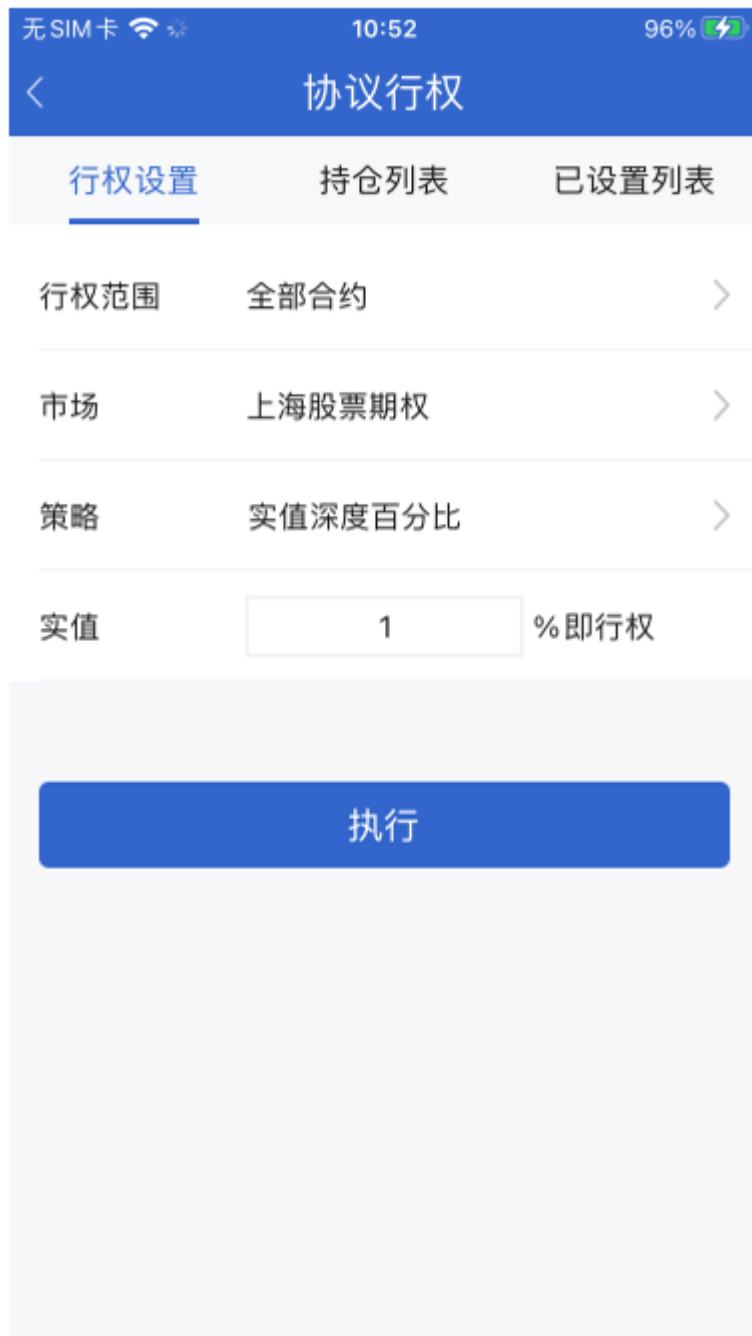 无SIM卡 10:52 96%
协议行权
行权设置 持仓列表 已设置列表
行权范围 全部合约
市场 上海股票期权
策略 实值深度百分比
实值 1 %即行权
执行